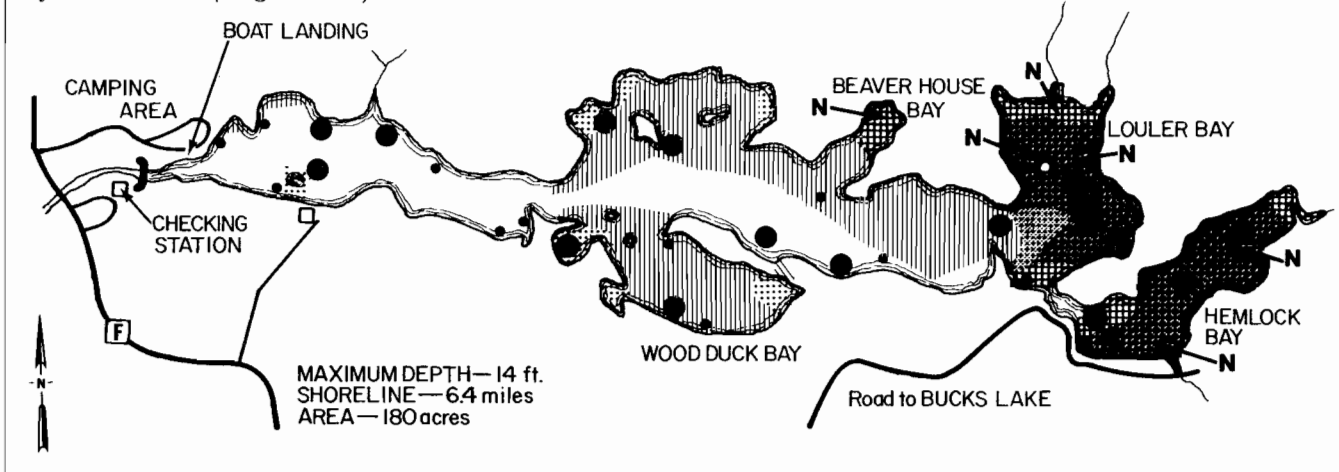 BOAT LANDING
CAMPING
AREA
BEAVER HOUSE
BAY
N
N
N
N
LOULER BAY
CHECKING
STATION
N
F
HEMLOCK
BAY
N
WOOD DUCK BAY
MAXIMUM DEPTH — 14 ft.
SHORELINE — 6.4 miles
AREA — 180 acres
Road to BUCKS LAKE
-N-